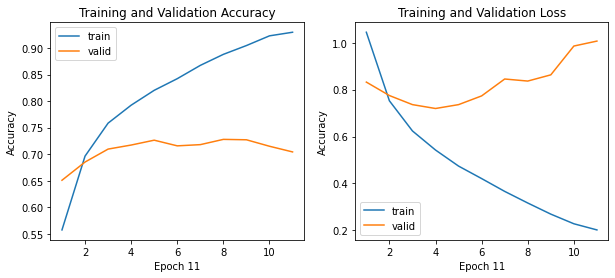 Training and Validation Accuracy
train
valid
Accuracy
0.90
0.85
0.80
0.75
0.70
0.65
0.60
0.55
2 4 6 8 10
Epoch 11
Training and Validation Loss
train
valid
Accuracy
1.0
0.8
0.6
0.4
0.2
2 4 6 8 10
Epoch 11